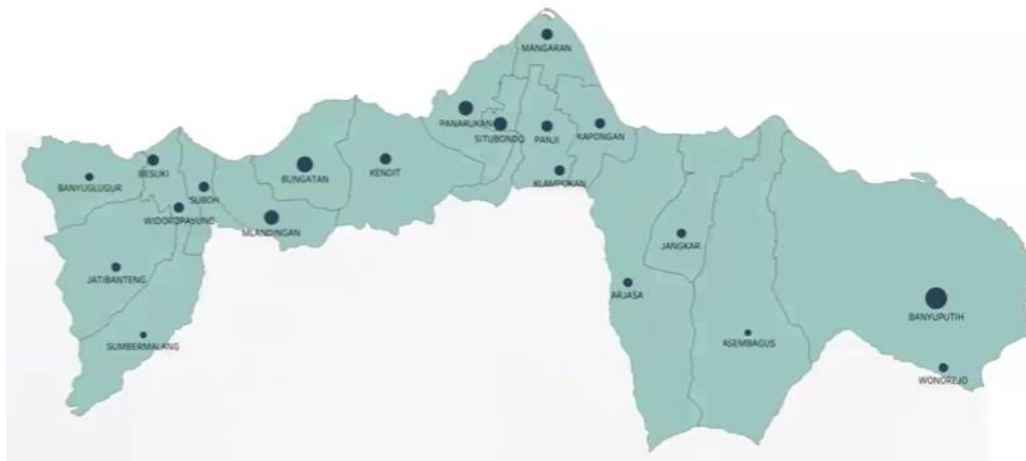 MANGARAN
PANARUKAN
SITUBONDO
PANJI
KAPONGAN
BESUKI
BANYUGLUGUR
SUBOH
BUNGATAN
KENDIT
KLAMPOKAN
WIDOROPAYUNG
MLANDINGAN
JANGKAR
JATIBANTENG
ARJASA
BANYUPUTIH
SUMBERMALANG
ASEMBAGUS
WONOREJO